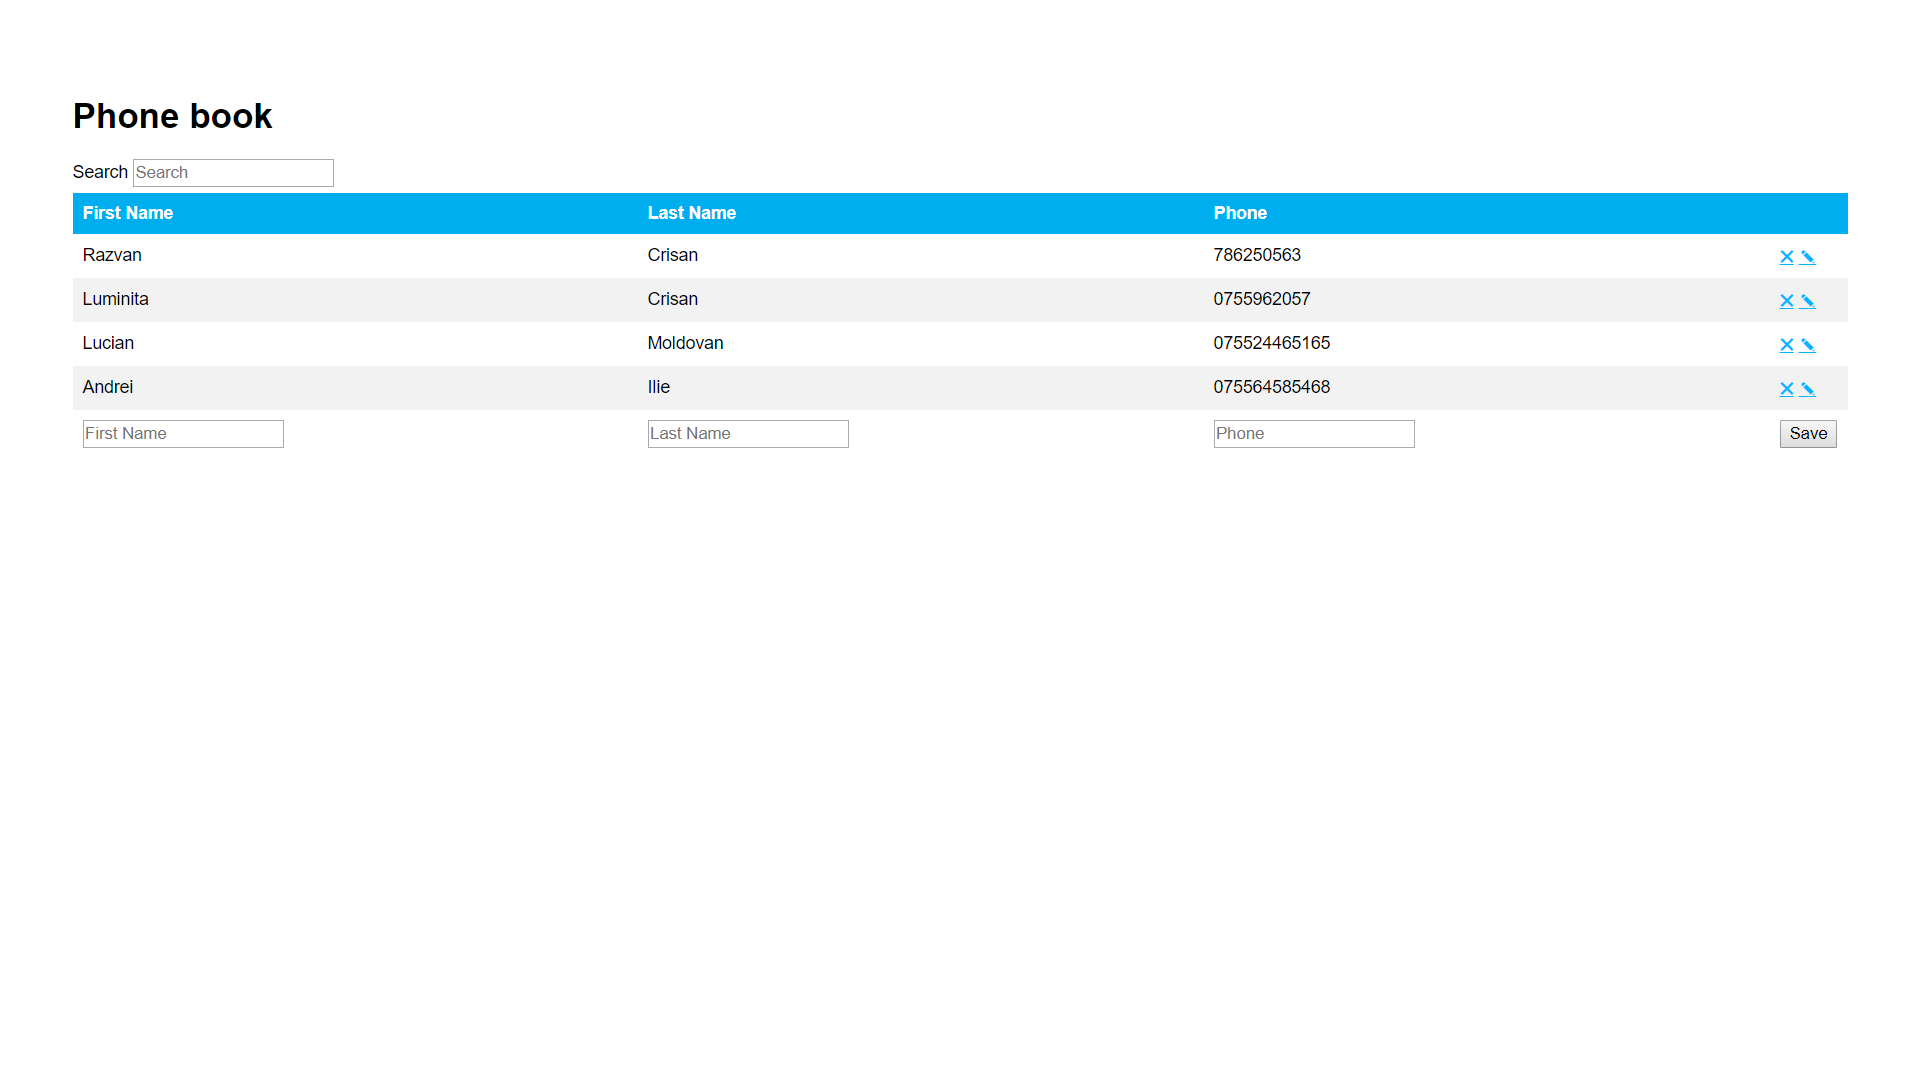 Phone book
Search Search
First Name Last Name Phone
Razvan Crisan 786250563
Luminita Crisan 0755962057
Lucian Moldovan 075524465165
Andrei Ilie 075564585468
First Name Last Name Phone Save